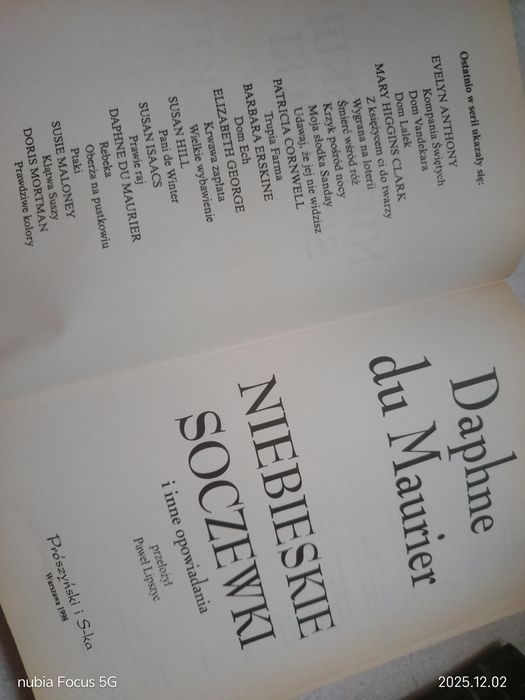 Ostatnio w serii ukazały się:
EVELYN ANTHONY
Kompania Świętych
Dom Vandekara
Dom Lalek
MARY HIGGINS CLARK
Z księżycem ci do twarzy
Wygrana na loterii
Śmierć wśród róż
Krzyk pośród nocy
Moja słodka Sanday
Udawaj, że jej nie widzisz
PATRICIA CORNWELL
Trupia Farma
BARBARA ERSKINE
Dom Ech
ELIZABETH GEORGE
Krwawa zapłata
Wielkie wybawienie
SUSAN HILL
Pani de Winter
SUSAN ISAACS
Prawie raj
DAPHNE DU MAURIER
Rebeka
Oberża na pustkowiu
Ptaki
SUSIE MALONEY
Klątwa Suszy
DORIS MORTMAN
Prawdziwe kolory
Daphne
du Maurier
NIEBIESKIE
SOCZEWKI
i inne opowiadania
przełożył
Paweł Lipszyc
Prószyński i S-ka
Warszawa 1998
nubia Focus 5G
2025.12.02